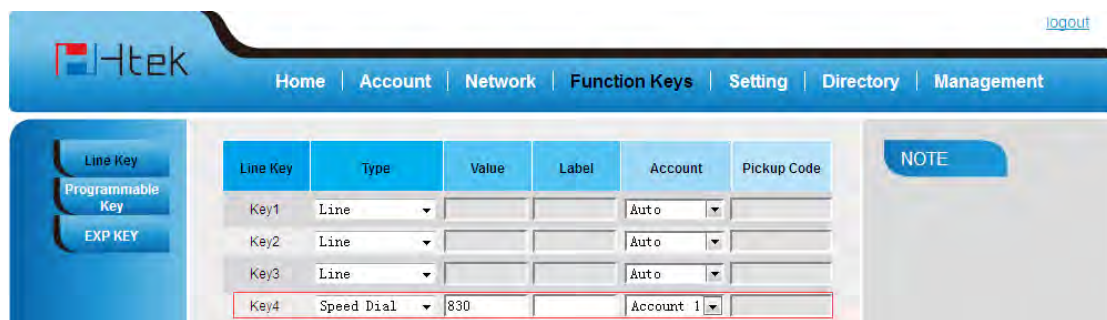 logout
Htek
Home | Account | Network | Function Keys | Setting | Directory | Management
Line Key
Programmable
Key
EXP KEY
Line Key Type Value Label Account Pickup Code
Key1 Line Auto
Key2 Line Auto
Key3 Line Auto
Key4 Speed Dial 830 Account 1
NOTE